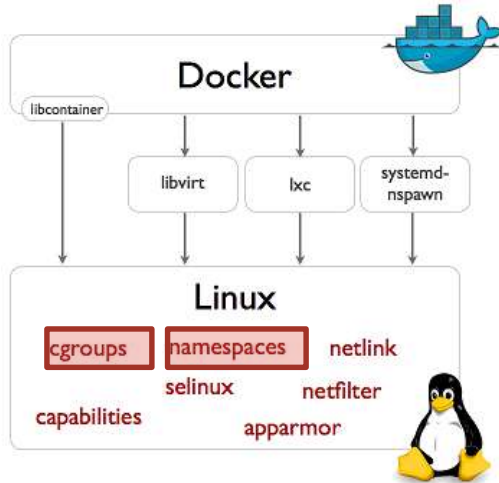 Docker
libcontainer
libvirt
lxc
systemd-
nspawn
Linux
cgroups
namespaces
netlink
selinux
netfilter
capabilities
apparmor